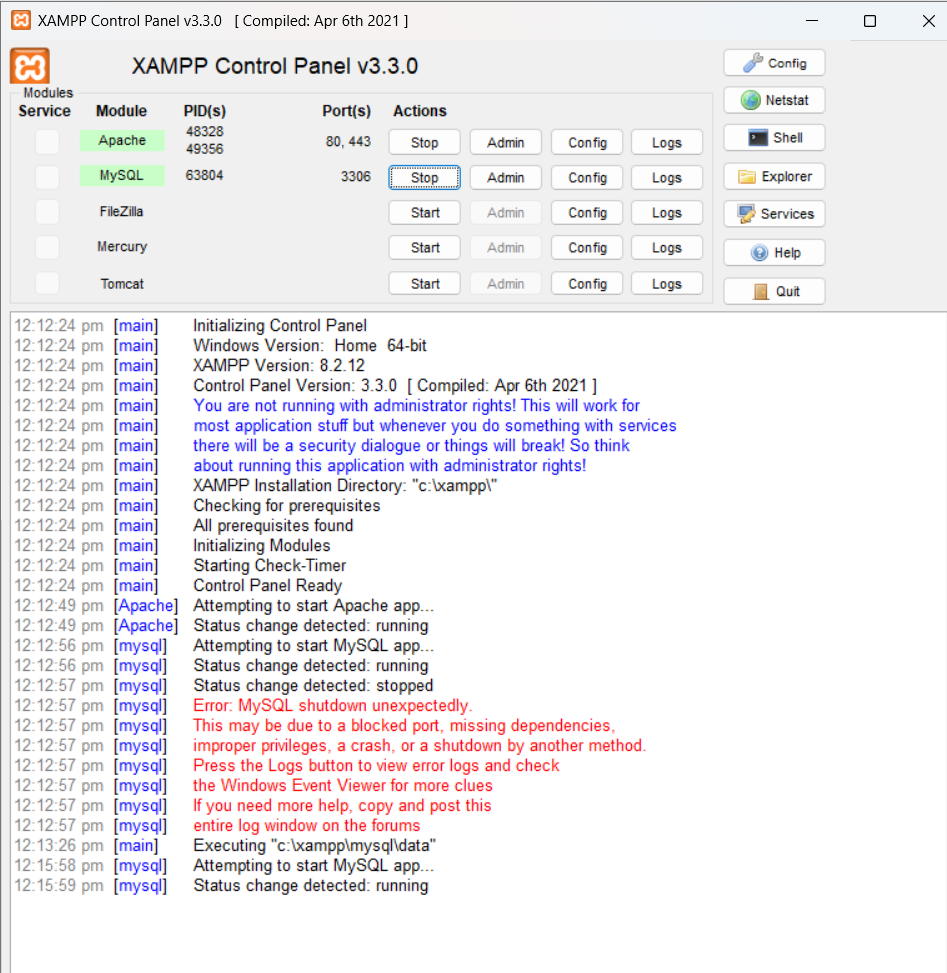 XAMPP Control Panel v3.3.0 [ Compiled: Apr 6th 2021 ]
XAMPP Control Panel v3.3.0
Config
Modules
Service Module PID(s) Port(s) Actions
Netstat
Apache 48328 49356 80, 443 Stop Admin Config Logs
Shell
MySQL 63804 3306 Stop Admin Config Logs
Explorer
FileZilla Start Admin Config Logs
Services
Mercury Start Admin Config Logs
Help
Tomcat Start Admin Config Logs
Quit
12:12:24 pm [main] Initializing Control Panel
12:12:24 pm [main] Windows Version: Home 64-bit
12:12:24 pm [main] XAMPP Version: 8.2.12
12:12:24 pm [main] Control Panel Version: 3.3.0 [ Compiled: Apr 6th 2021 ]
12:12:24 pm [main] You are not running with administrator rights! This will work for
12:12:24 pm [main] most application stuff but whenever you do something with services
12:12:24 pm [main] there will be a security dialogue or things will break! So think
12:12:24 pm [main] about running this application with administrator rights!
12:12:24 pm [main] XAMPP Installation Directory: "c:\xampp\"
12:12:24 pm [main] Checking for prerequisites
12:12:24 pm [main] All prerequisites found
12:12:24 pm [main] Initializing Modules
12:12:24 pm [main] Starting Check-Timer
12:12:24 pm [main] Control Panel Ready
12:12:49 pm [Apache] Attempting to start Apache app...
12:12:49 pm [Apache] Status change detected: running
12:12:56 pm [mysql] Attempting to start MySQL app...
12:12:56 pm [mysql] Status change detected: running
12:12:57 pm [mysql] Status change detected: stopped
12:12:57 pm [mysql] Error: MySQL shutdown unexpectedly.
12:12:57 pm [mysql] This may be due to a blocked port, missing dependencies,
12:12:57 pm [mysql] improper privileges, a crash, or a shutdown by another method.
12:12:57 pm [mysql] Press the Logs button to view error logs and check
12:12:57 pm [mysql] the Windows Event Viewer for more clues
12:12:57 pm [mysql] If you need more help, copy and post this
12:12:57 pm [mysql] entire log window on the forums
12:13:26 pm [main] Executing "c:\xampp\mysql\data"
12:15:58 pm [mysql] Attempting to start MySQL app...
12:15:59 pm [mysql] Status change detected: running